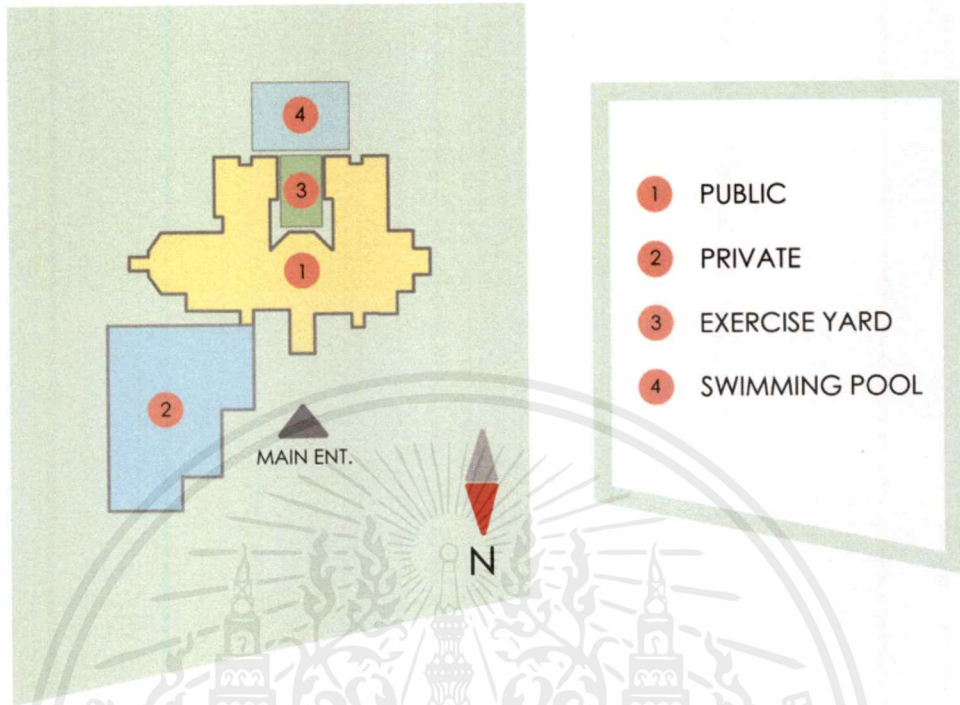 4
3
1
2
MAIN ENT.
N
1 PUBLIC
2 PRIVATE
3 EXERCISE YARD
4 SWIMMING POOL